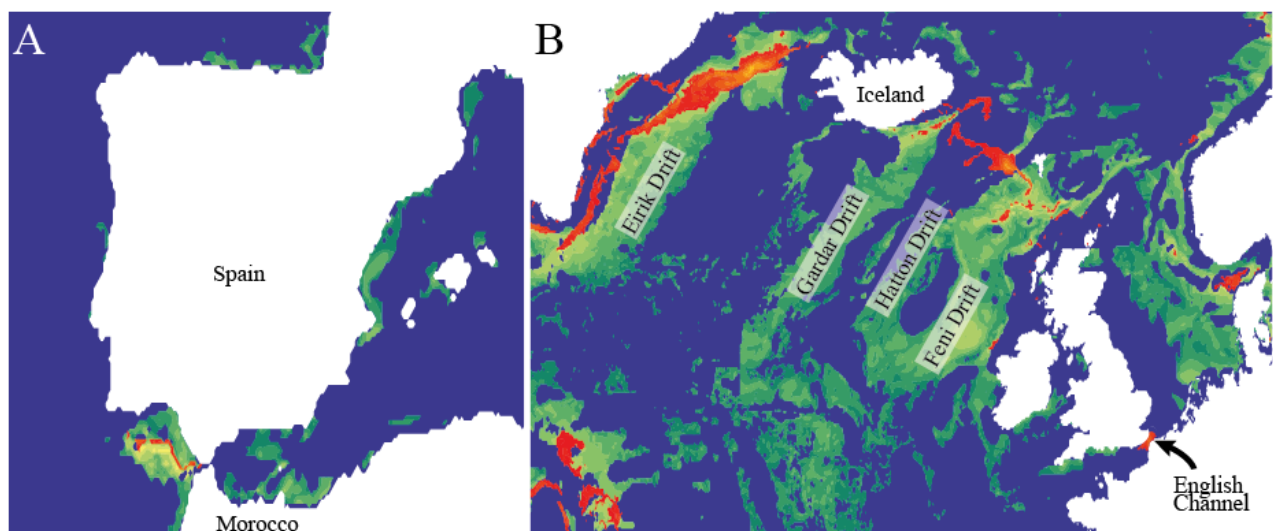 A
B
Iceland
Eirik Drift
Gardar Drift
Hatton Drift
Feni Drift
Spain
Morocco
English
Channel